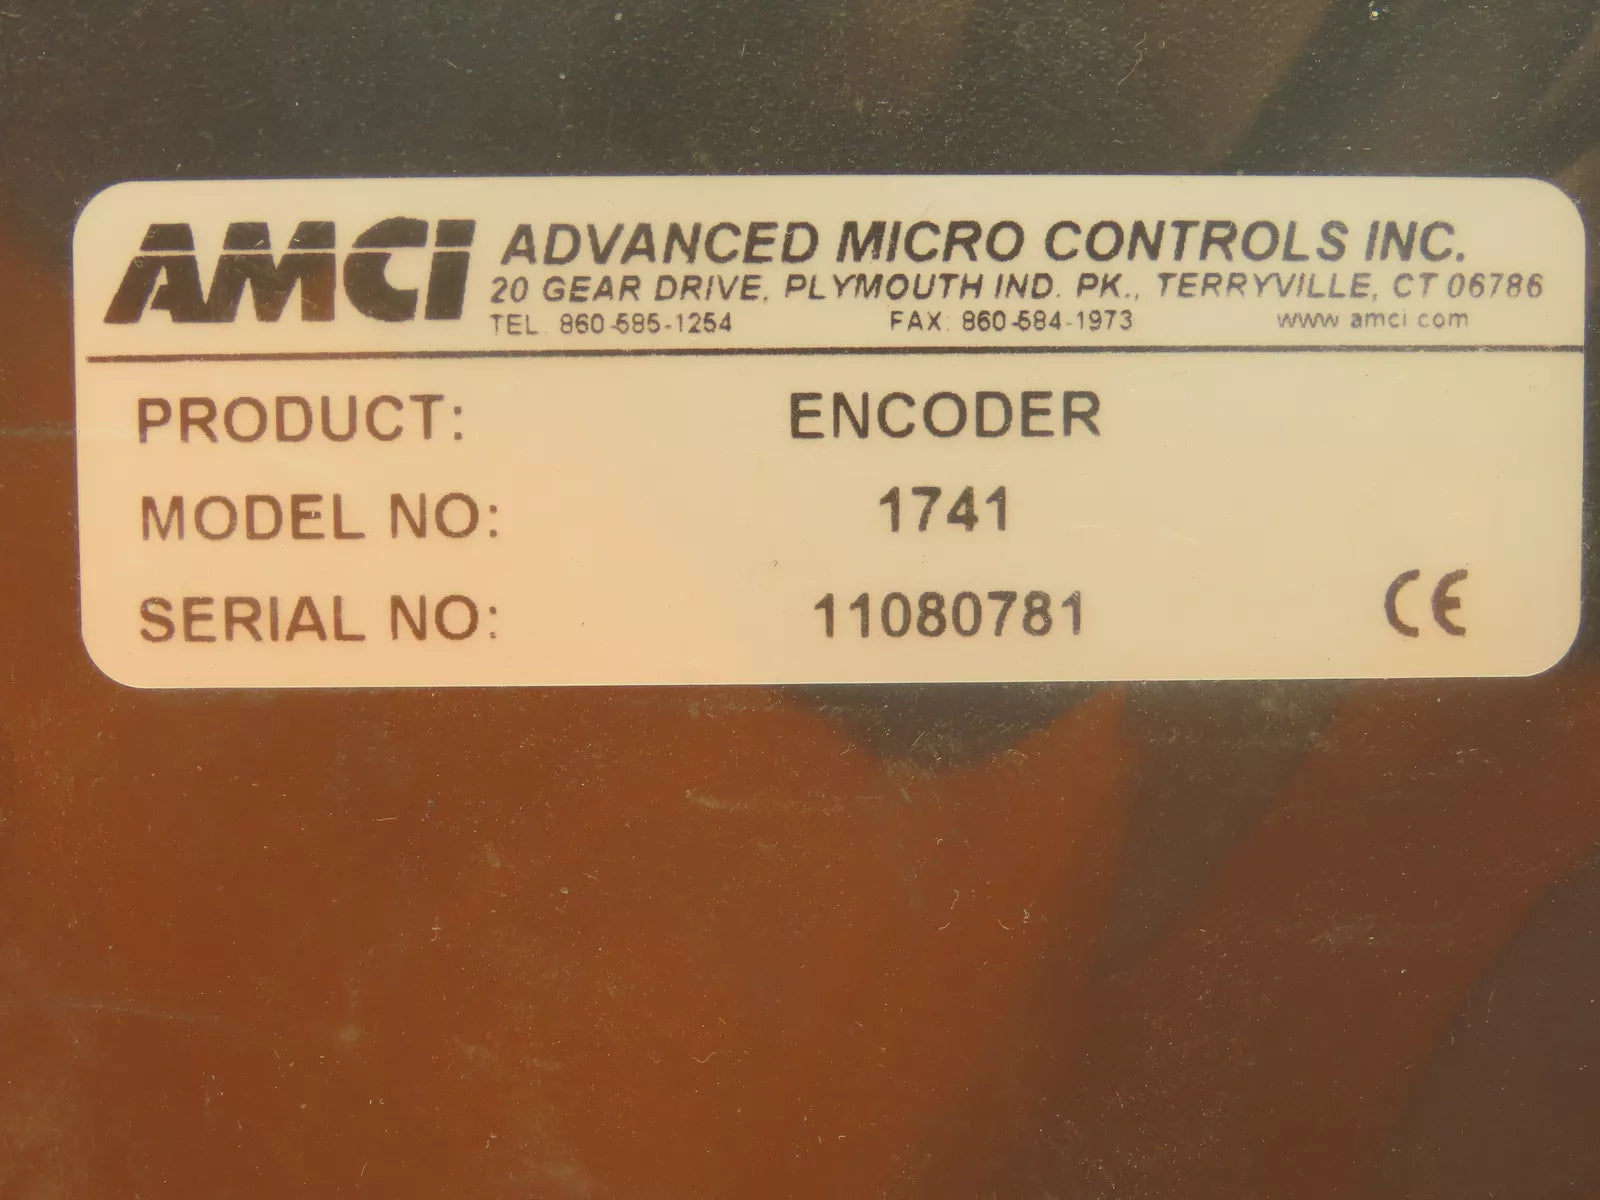 AMCI ADVANCED MICRO CONTROLS INC.
20 GEAR DRIVE, PLYMOUTH IND. PK., TERRYVILLE, CT 06786
TEL. 860-585-1254 FAX: 860-584-1973 www.amci.com
PRODUCT: ENCODER
MODEL NO: 1741
SERIAL NO: 11080781 CE